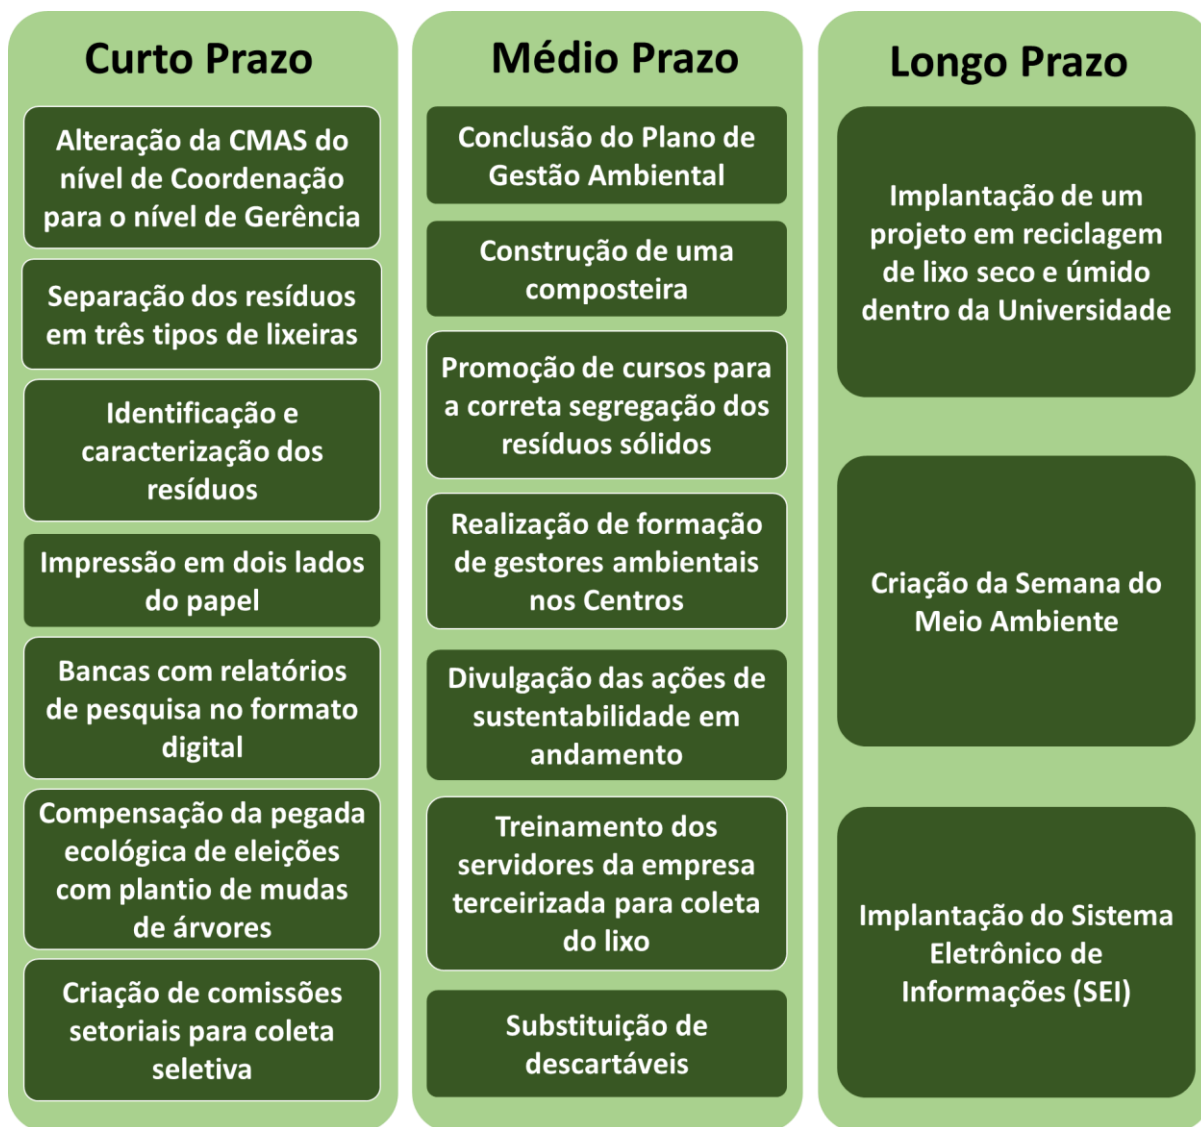 Curto Prazo
Alteração da CMAS do
nível de Coordenação
para o nível de Gerência
Separação dos resíduos
em três tipos de lixeiras
Identificação e
caracterização dos
resíduos
Impressão em dois lados
do papel
Bancas com relatórios
de pesquisa no formato
digital
Compensação da pegada
ecológica de eleições
com plantio de mudas
de árvores
Criação de comissões
setoriais para coleta
seletiva
Médio Prazo
Conclusão do Plano de
Gestão Ambiental
Construção de uma
composteira
Promoção de cursos para
a correta segregação dos
resíduos sólidos
Realização de formação
de gestores ambientais
nos Centros
Divulgação das ações de
sustentabilidade em
andamento
Treinamento dos
servidores da empresa
terceirizada para coleta
do lixo
Substituição de
descartáveis
Longo Prazo
Implantação de um
projeto em reciclagem
de lixo seco e úmido
dentro da Universidade
Criação da Semana do
Meio Ambiente
Implantação do Sistema
Eletrônico de
Informações (SEI)